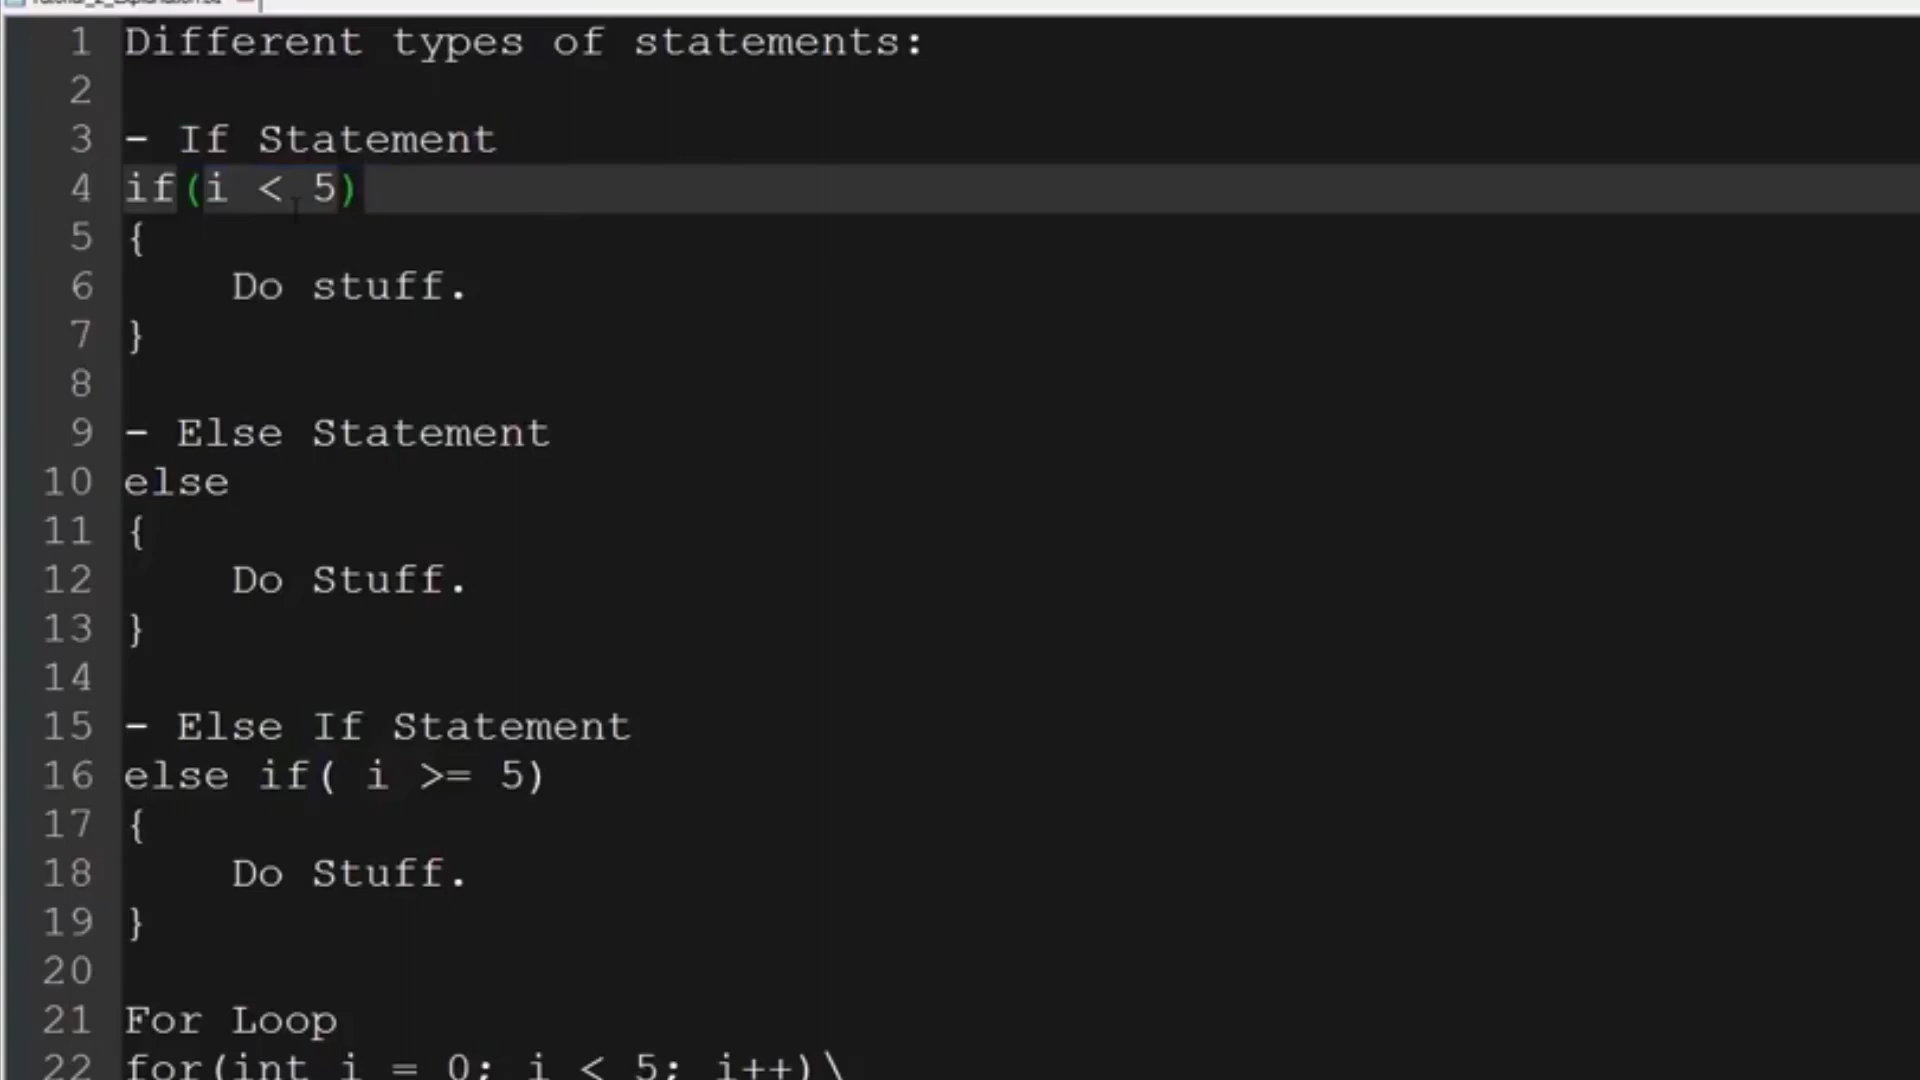 1 Different types of statements:
2
3 - If Statement
4 if(i < 5)
5 {
6 Do stuff.
7 }
8
9 - Else Statement
10 else
11 {
12 Do Stuff.
13 }
14
15 - Else If Statement
16 else if( i >= 5)
17 {
18 Do Stuff.
19 }
20
21 For Loop
22 for(int i = 0; i < 5; i++)\